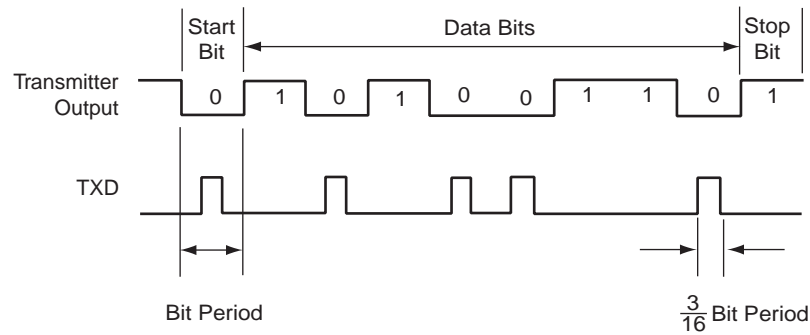 Start
Bit
Data Bits
Stop
Bit
Transmitter
Output
0 1 0 1 0 0 1 1 0 1
TXD
Bit Period
3/16 Bit Period